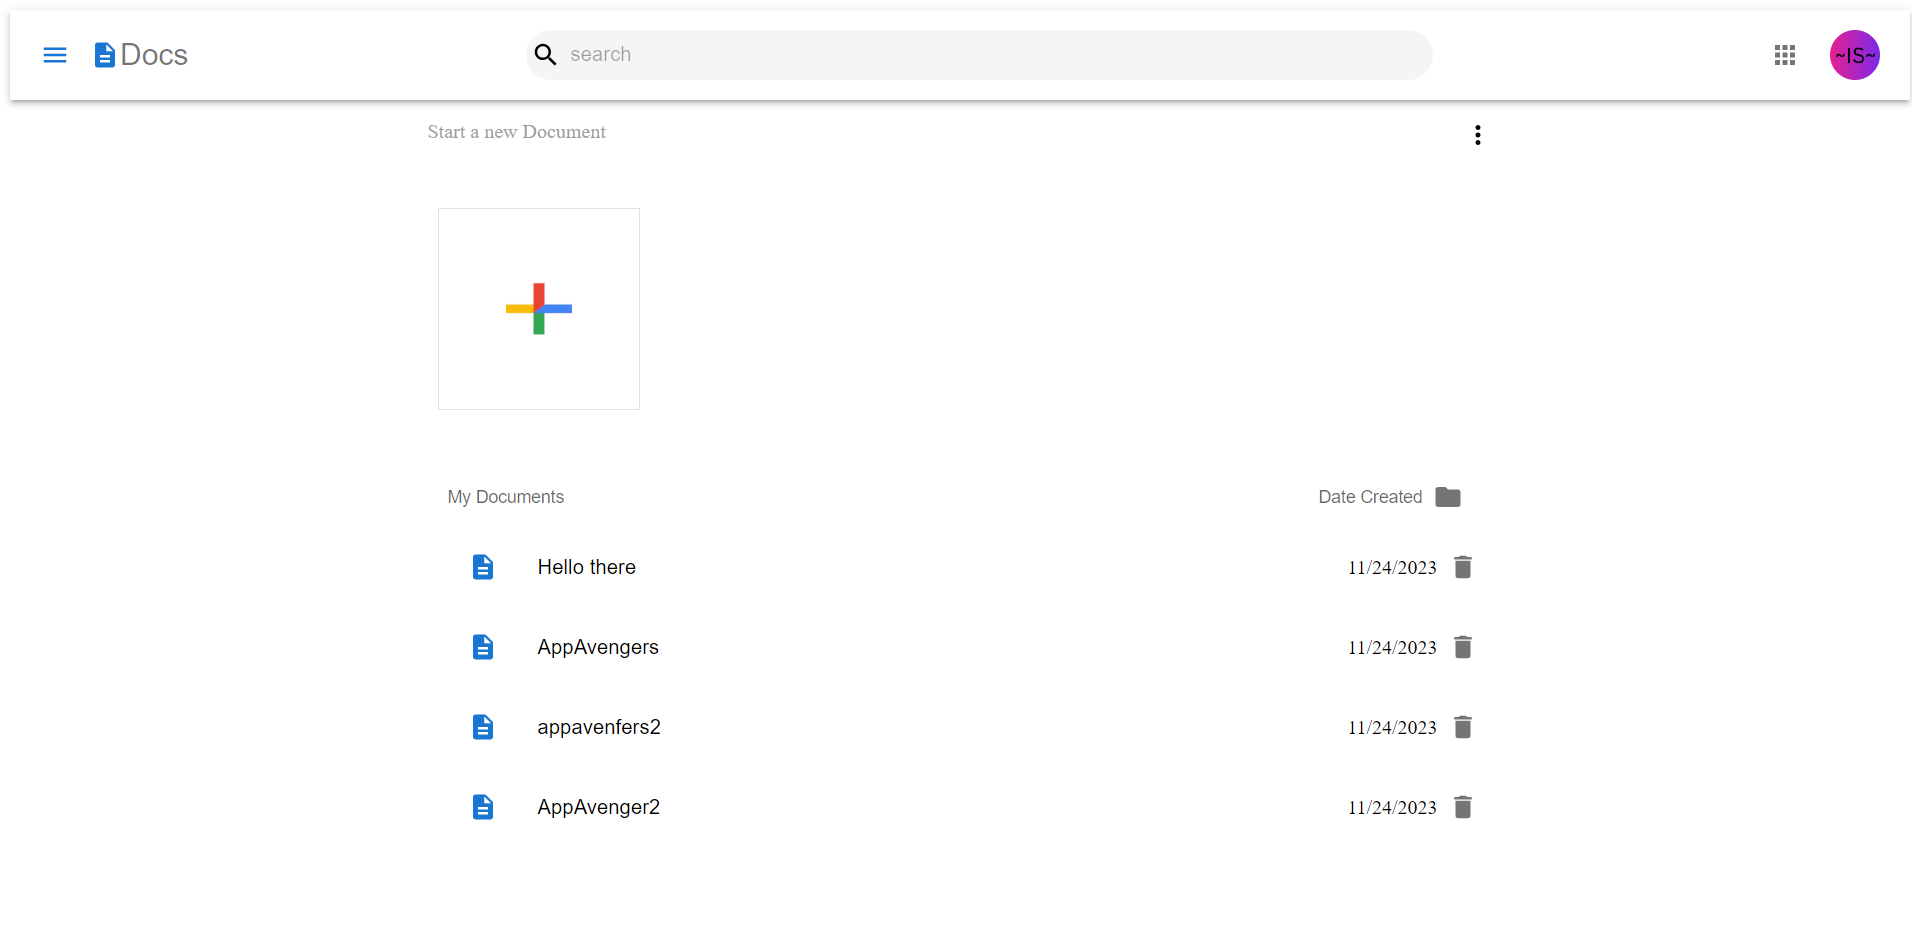 Docs
search
~IS~
Start a new Document
My Documents
Date Created
Hello there
11/24/2023
AppAvengers
11/24/2023
appavenfers2
11/24/2023
AppAvenger2
11/24/2023